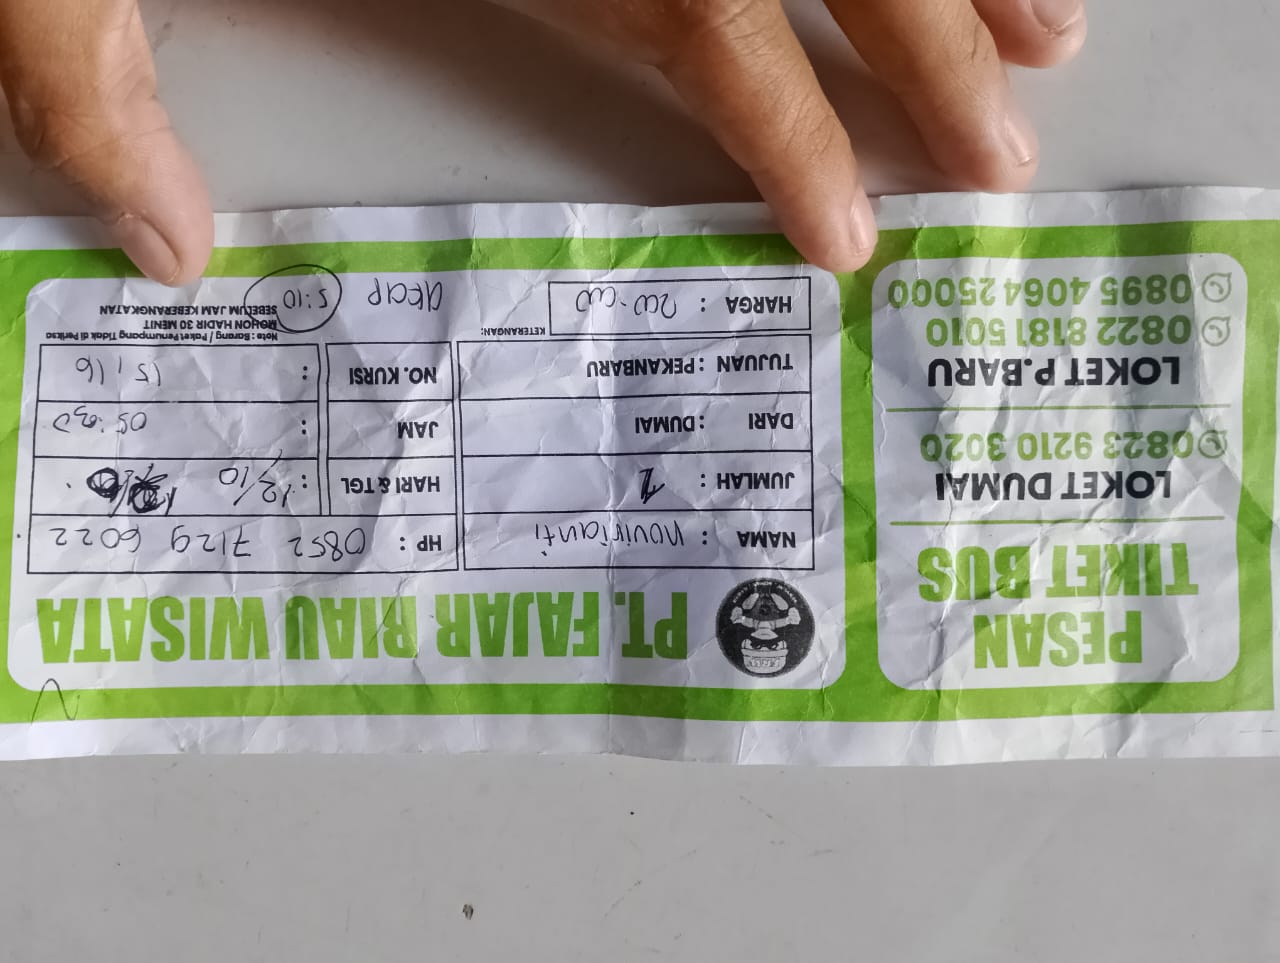 PESAN
TIKET BUS
LOKET DUMAI
0823 9210 3020
LOKET P.BARU
0822 8181 5010
0895 4064 25000
PT. FAJAR RIAU WISATA
NAMA : novirianti
HP : 0852 7129 6022
JUMLAH :
HARI & TGL : 12/10
DARI : DUMAI
JAM : 05:30
TUJUAN : PEKANBARU
NO. KURSI : 15, 16
HARGA : 200.000
KETERANGAN:
5:10
Note : Barang / Paket Penumpang Tidak di Periksa
MOHON HADIR 30 MENIT
SEBELUM JAM KEBERANGKATAN